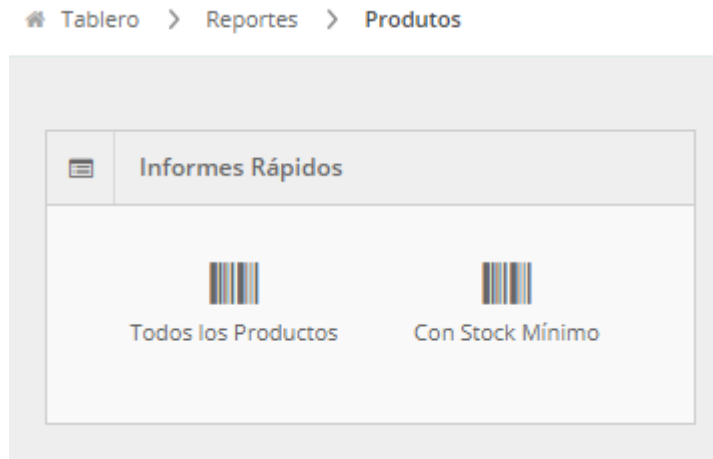 Tablero > Reportes > Produtos
Informes Rápidos
Todos los Productos
Con Stock Mínimo